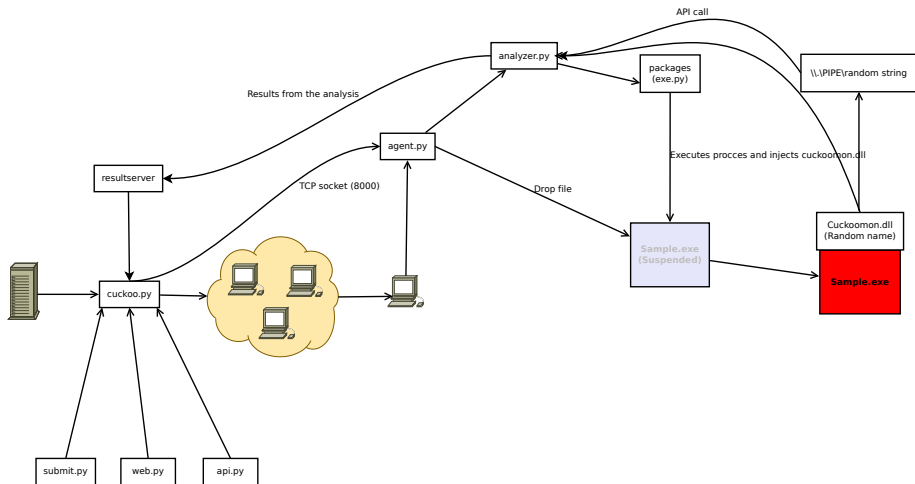 API call
analyzer.py
packages
(exe.py)
\\.\PIPE\random string
Results from the analysis
agent.py
Executes procces and injects cuckoomon.dll
resultserver
TCP socket (8000)
Drop file
Cuckoomon.dll
(Random name)
Sample.exe
(Suspended)
Sample.exe
cuckoo.py
submit.py
web.py
api.py